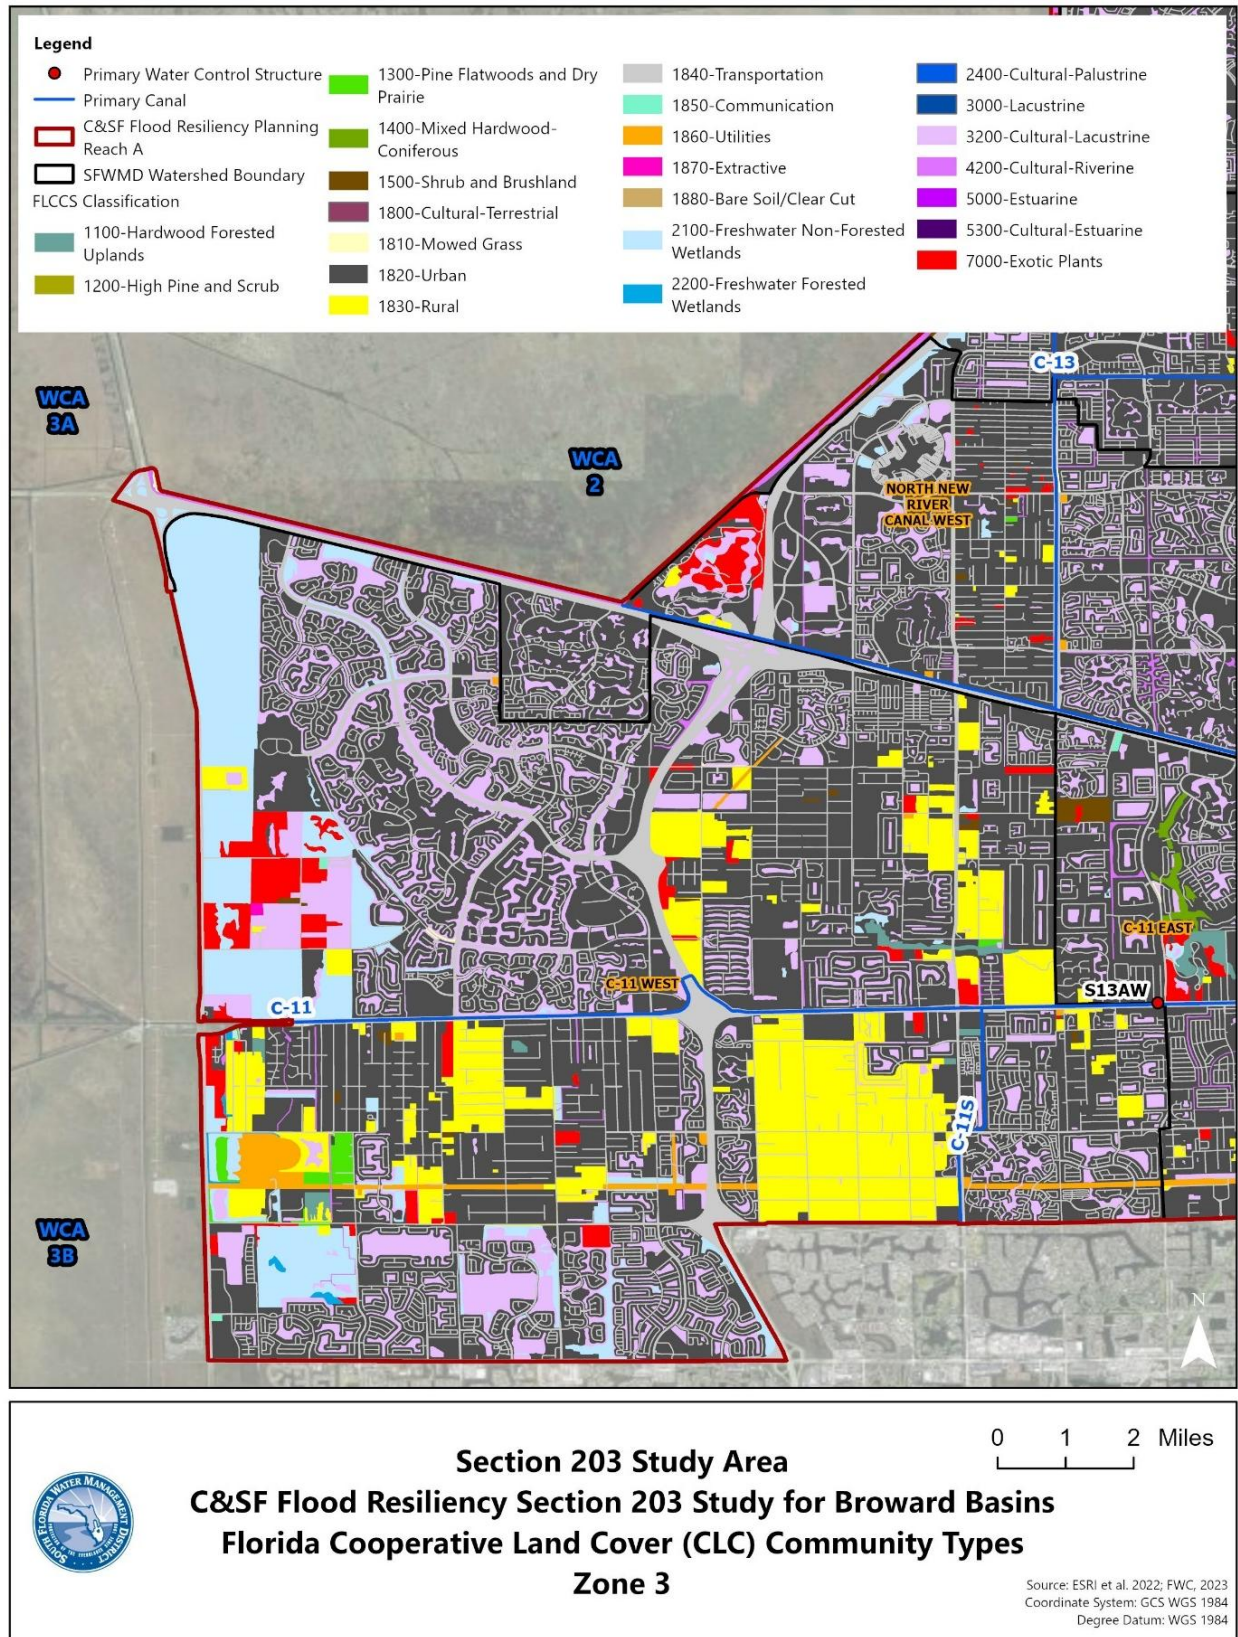 Legend
Primary Water Control Structure
Primary Canal
C&SF Flood Resiliency Planning
Reach A
SFWMD Watershed Boundary
FLCCS Classification
1100-Hardwood Forested
Uplands
1200-High Pine and Scrub
1300-Pine Flatwoods and Dry
Prairie
1400-Mixed Hardwood-
Coniferous
1500-Shrub and Brushland
1800-Cultural-Terrestrial
1810-Mowed Grass
1820-Urban
1830-Rural
1840-Transportation
1850-Communication
1860-Utilities
1870-Extractive
1880-Bare Soil/Clear Cut
2100-Freshwater Non-Forested
Wetlands
2200-Freshwater Forested
Wetlands
2400-Cultural-Palustrine
3000-Lacustrine
3200-Cultural-Lacustrine
4200-Cultural-Riverine
5000-Estuarine
5300-Cultural-Estuarine
7000-Exotic Plants
C-13
WCA
3A
WCA
2
NORTH NEW
RIVER
CANAL WEST
C-11 EAST
C-11 WEST
S13AW
C-11
C-11S
WCA
3B
N
0 1 2 Miles
Section 203 Study Area
C&SF Flood Resiliency Section 203 Study for Broward Basins
Florida Cooperative Land Cover (CLC) Community Types
Zone 3
SOUTH FLORIDA WATER MANAGEMENT DISTRICT
Source: ESRI et al. 2022; FWC, 2023
Coordinate System: GCS WGS 1984
Degree Datum: WGS 1984